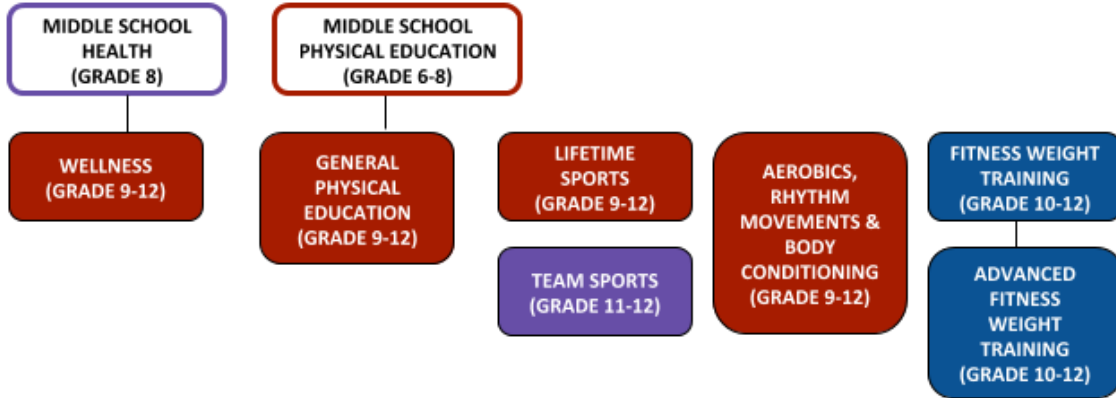 MIDDLE SCHOOL
HEALTH
(GRADE 8)
MIDDLE SCHOOL
PHYSICAL EDUCATION
(GRADE 6-8)
WELLNESS
(GRADE 9-12)
GENERAL
PHYSICAL
EDUCATION
(GRADE 9-12)
LIFETIME
SPORTS
(GRADE 9-12)
TEAM SPORTS
(GRADE 11-12)
AEROBICS,
RHYTHM
MOVEMENTS &
BODY
CONDITIONING
(GRADE 9-12)
FITNESS WEIGHT
TRAINING
(GRADE 10-12)
ADVANCED
FITNESS
WEIGHT
TRAINING
(GRADE 10-12)